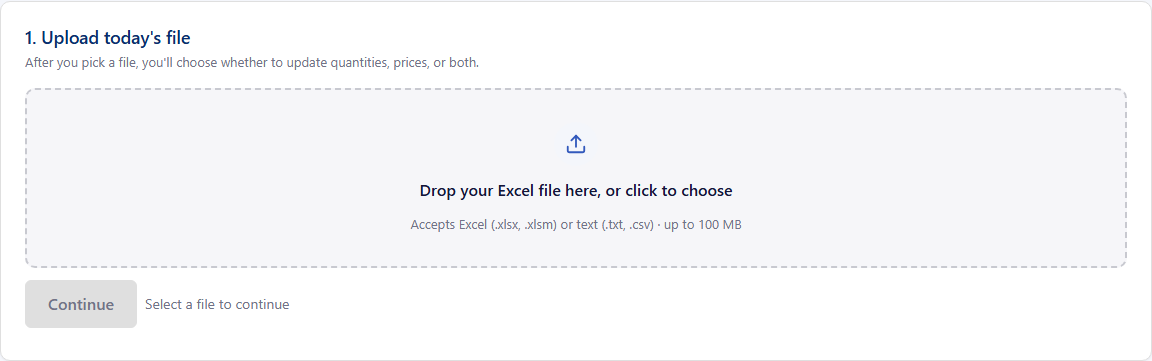 1. Upload today's file
After you pick a file, you'll choose whether to update quantities, prices, or both.
Drop your Excel file here, or click to choose
Accepts Excel (.xlsx, .xlsm) or text (.txt, .csv) · up to 100 MB
Continue
Select a file to continue